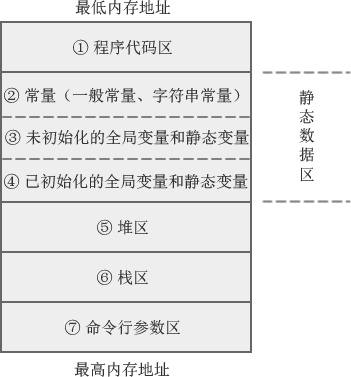 最低内存地址
① 程序代码区
② 常量（一般常量、字符串常量）
③ 未初始化的全局变量和静态变量
④ 已初始化的全局变量和静态变量
静态数据区
⑤ 堆区
⑥ 栈区
⑦ 命令行参数区
最高内存地址